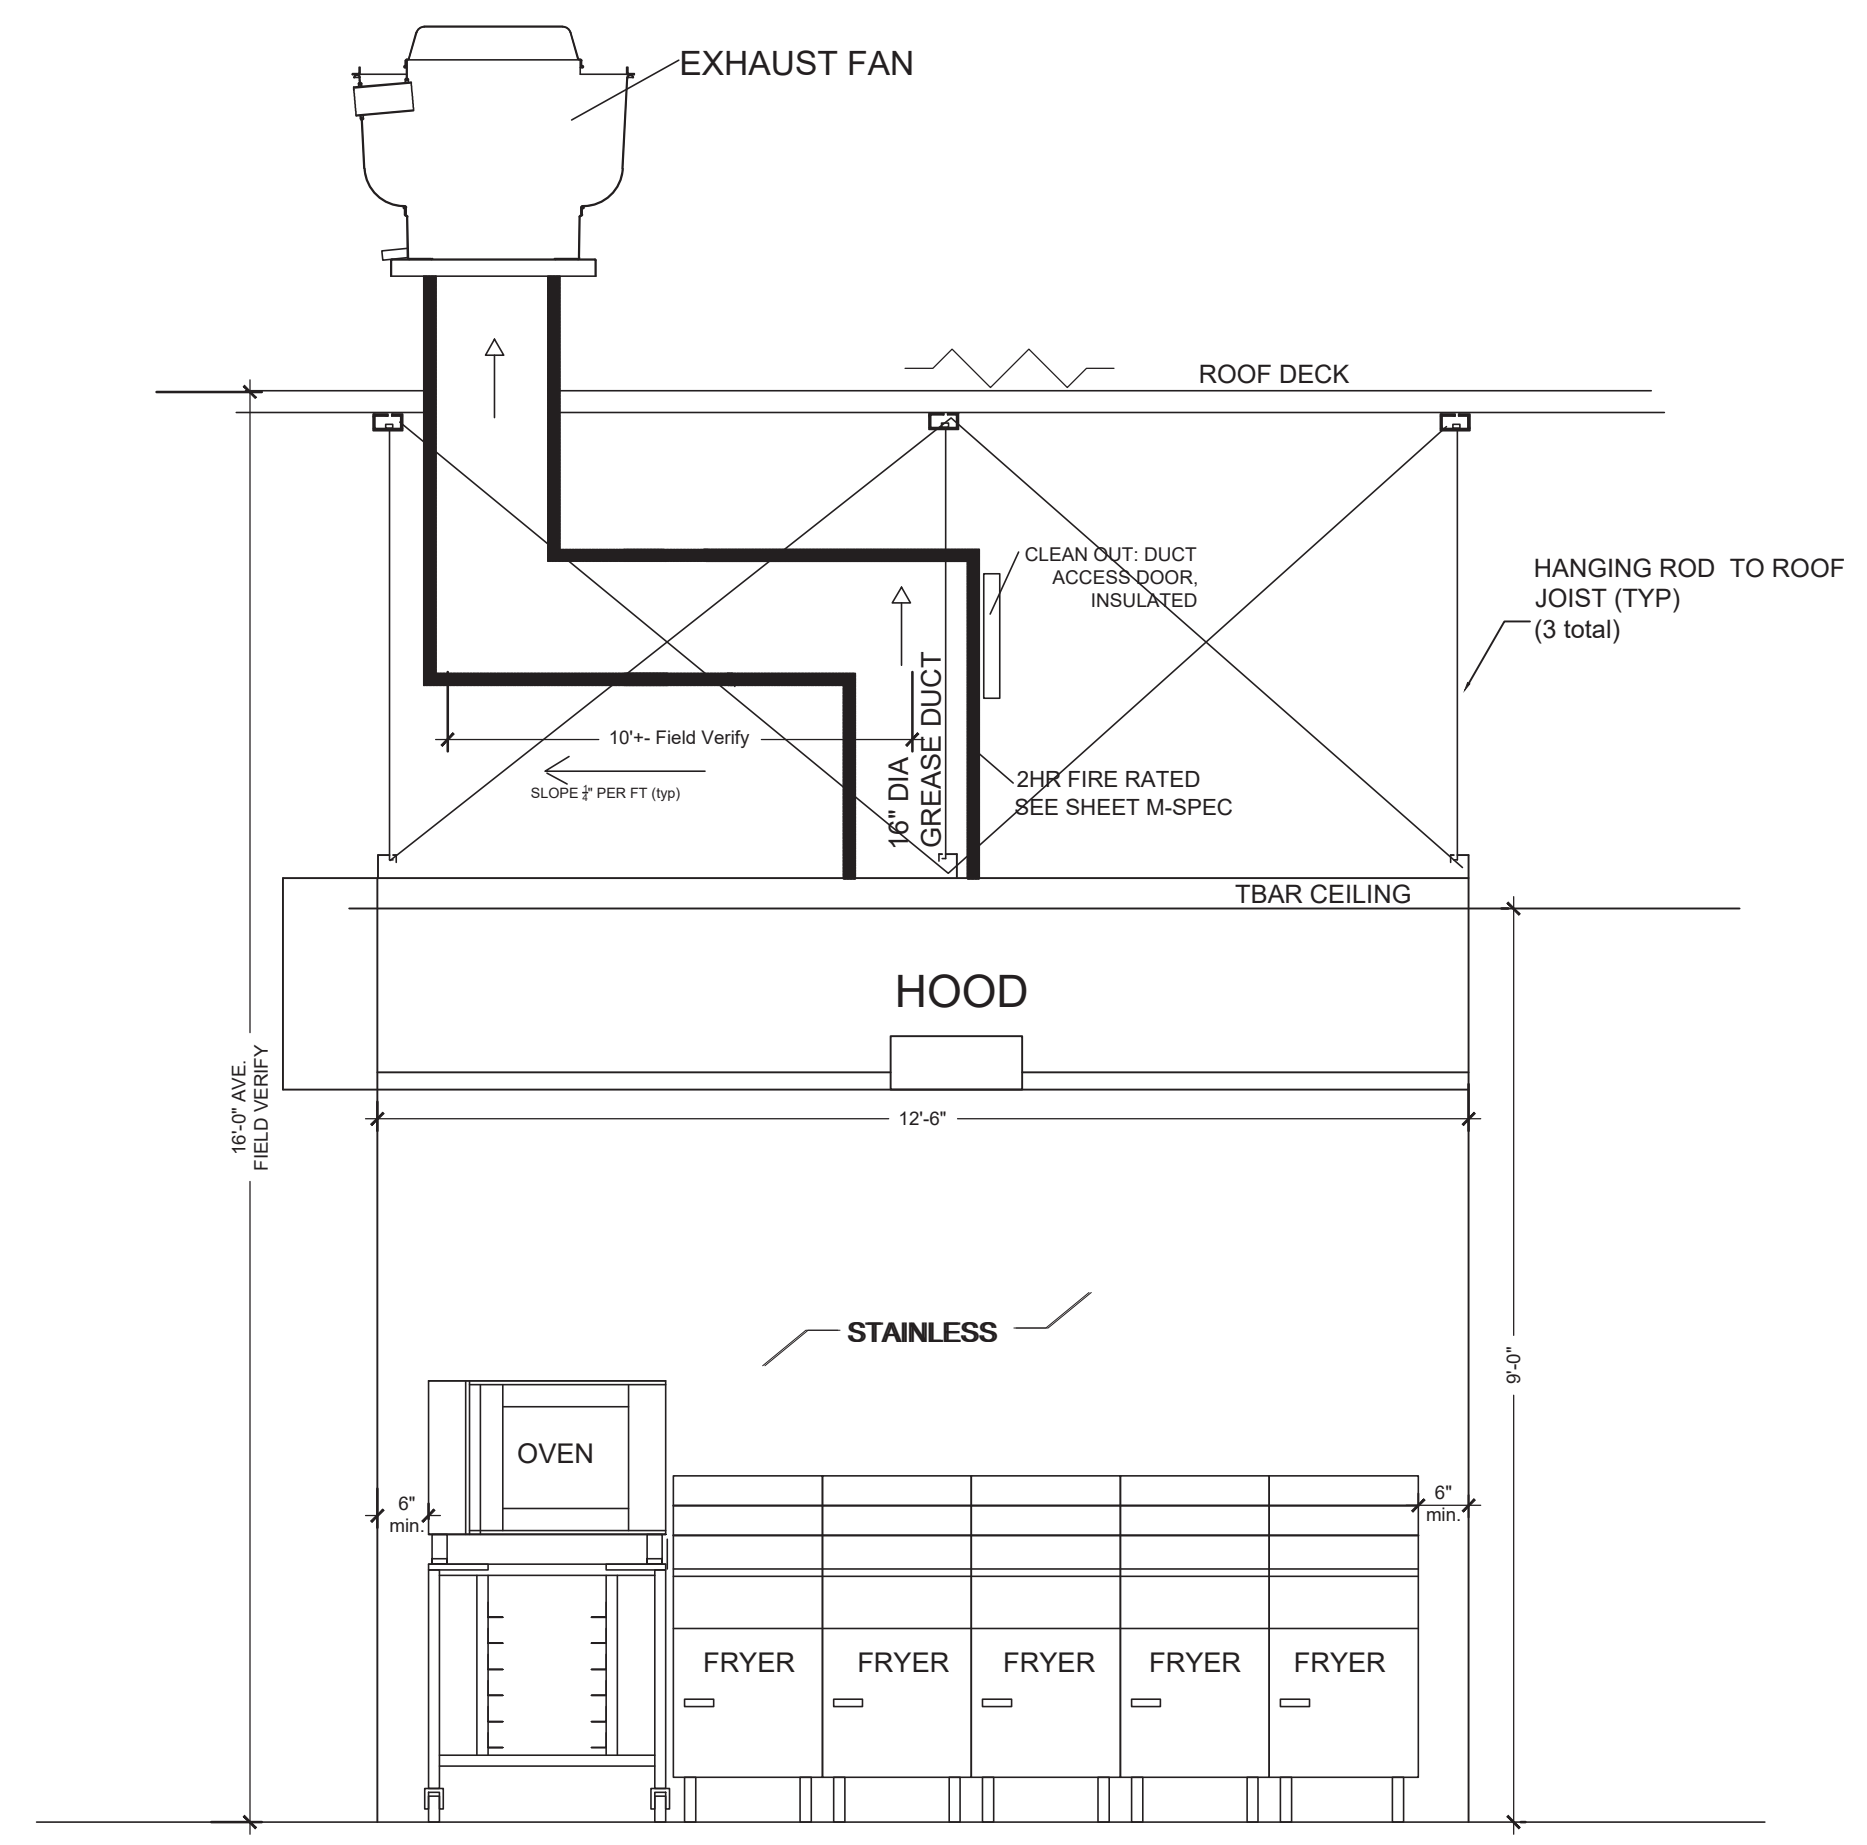 EXHAUST FAN
ROOF DECK
CLEAN OUT: DUCT
ACCESS DOOR,
INSULATED
HANGING ROD TO ROOF
JOIST (TYP)
(3 total)
10'+- Field Verify
SLOPE ¼" PER FT (typ)
16" DIA
GREASE DUCT
2HR FIRE RATED
SEE SHEET M-SPEC
TBAR CEILING
HOOD
16'-0" AVE.
FIELD VERIFY
12'-6"
STAINLESS
9'-0"
OVEN
6"
min.
6"
min.
FRYER
FRYER
FRYER
FRYER
FRYER